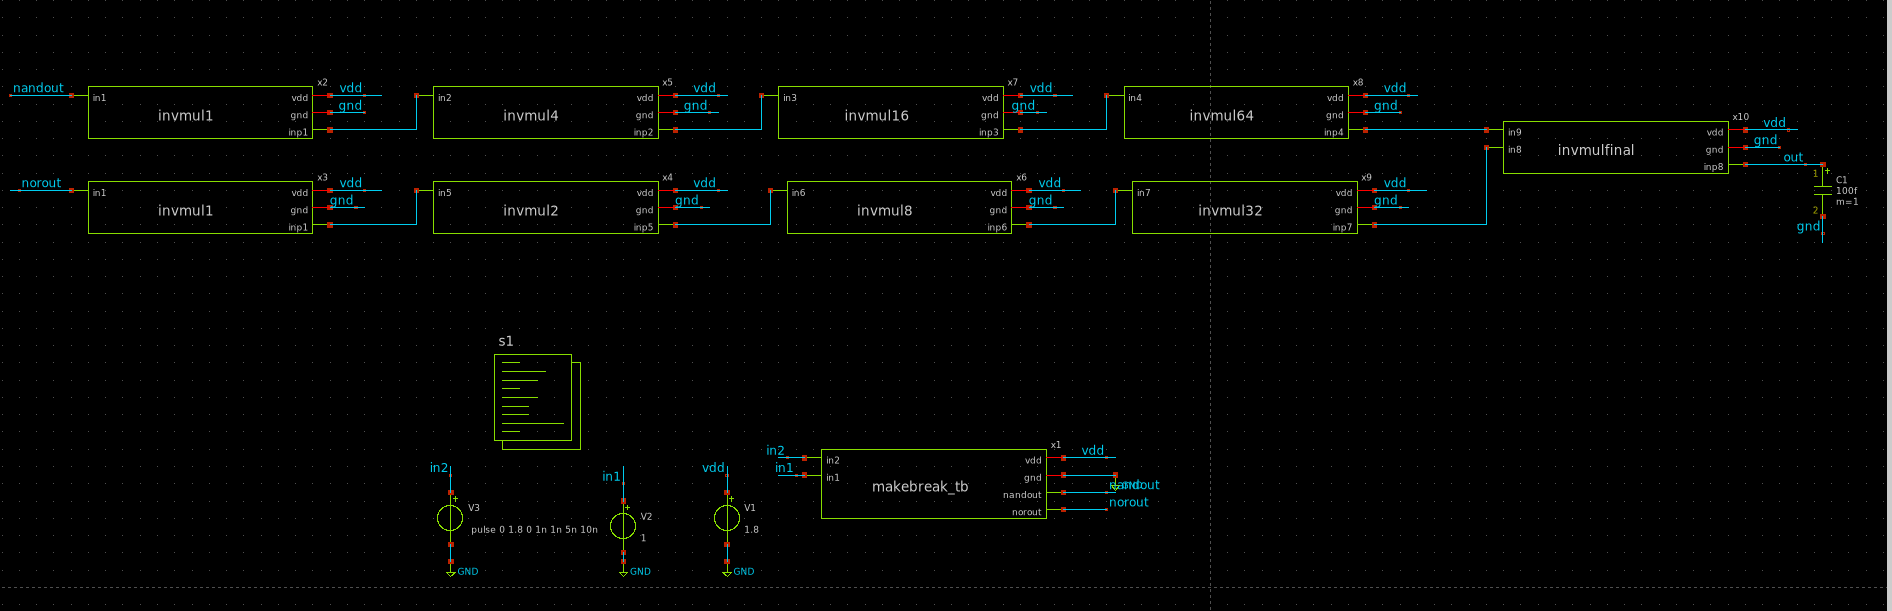 x2 x5 x7 x8
nandout in1 invmul1 vdd gnd inp1 vdd gnd
in2 invmul4 vdd gnd inp2 vdd gnd
in3 invmul16 vdd gnd inp3 vdd gnd
in4 invmul64 vdd gnd inp4 vdd gnd
x10
in9 in8 invmulfinal vdd gnd inp8 vdd gnd out
1 + C1
100f
2 m=1
gnd
x3 x4 x6 x9
norout in1 invmul1 vdd gnd inp1 vdd gnd
in5 invmul2 vdd gnd inp5 vdd gnd
in6 invmul8 vdd gnd inp6 vdd gnd
in7 invmul32 vdd gnd inp7 vdd gnd
s1
in2
+ V3
pulse 0 1.8 0 1n 1n 5n 10n
GND
in1
+ V2
1
GND
vdd
+ V1
1.8
GND
x1
in2 in2 vdd vdd
in1 in1 gnd
makebreak_tb
nandout nandout
norout norout